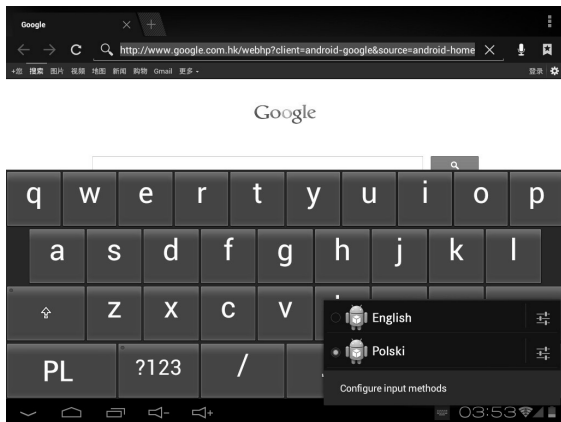 Google
http://www.google.com.hk/webhp?client=android-google&source=android-home
+您 搜索 图片 视频 地图 新闻 购物 Gmail 更多
登录
Google
q w e r t y u i o p
a s d f g h j k l
z x c v
English
PL ?123 /
Polski
Configure input methods
03:53